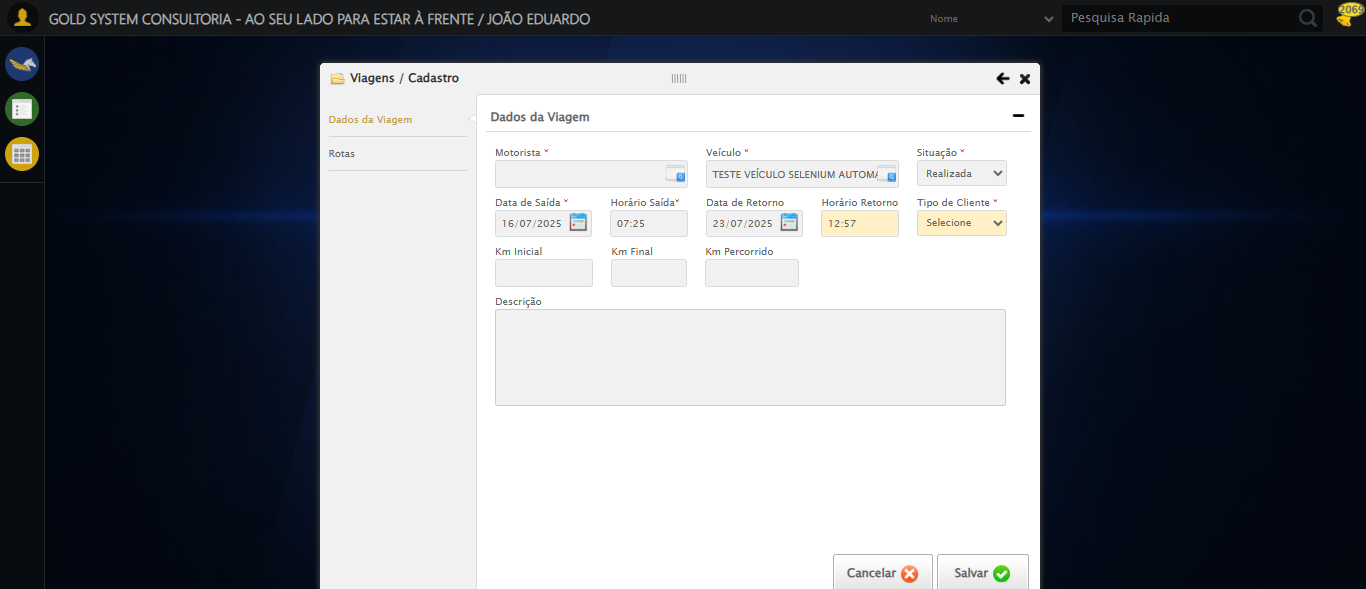 GOLD SYSTEM CONSULTORIA - AO SEU LADO PARA ESTAR À FRENTE / JOÃO EDUARDO
Nome
Pesquisa Rapida
2069
Viagens / Cadastro
Dados da Viagem
Rotas
Dados da Viagem
Motorista *
Veículo *
Situação *
TESTE VEÍCULO SELENIUM AUTOMA
Realizada
Data de Saída *
Horário Saída*
Data de Retorno
Horário Retorno
Tipo de Cliente *
16/07/2025
07:25
23/07/2025
12:57
Selecione
Km Inicial
Km Final
Km Percorrido
Descrição
Cancelar
Salvar